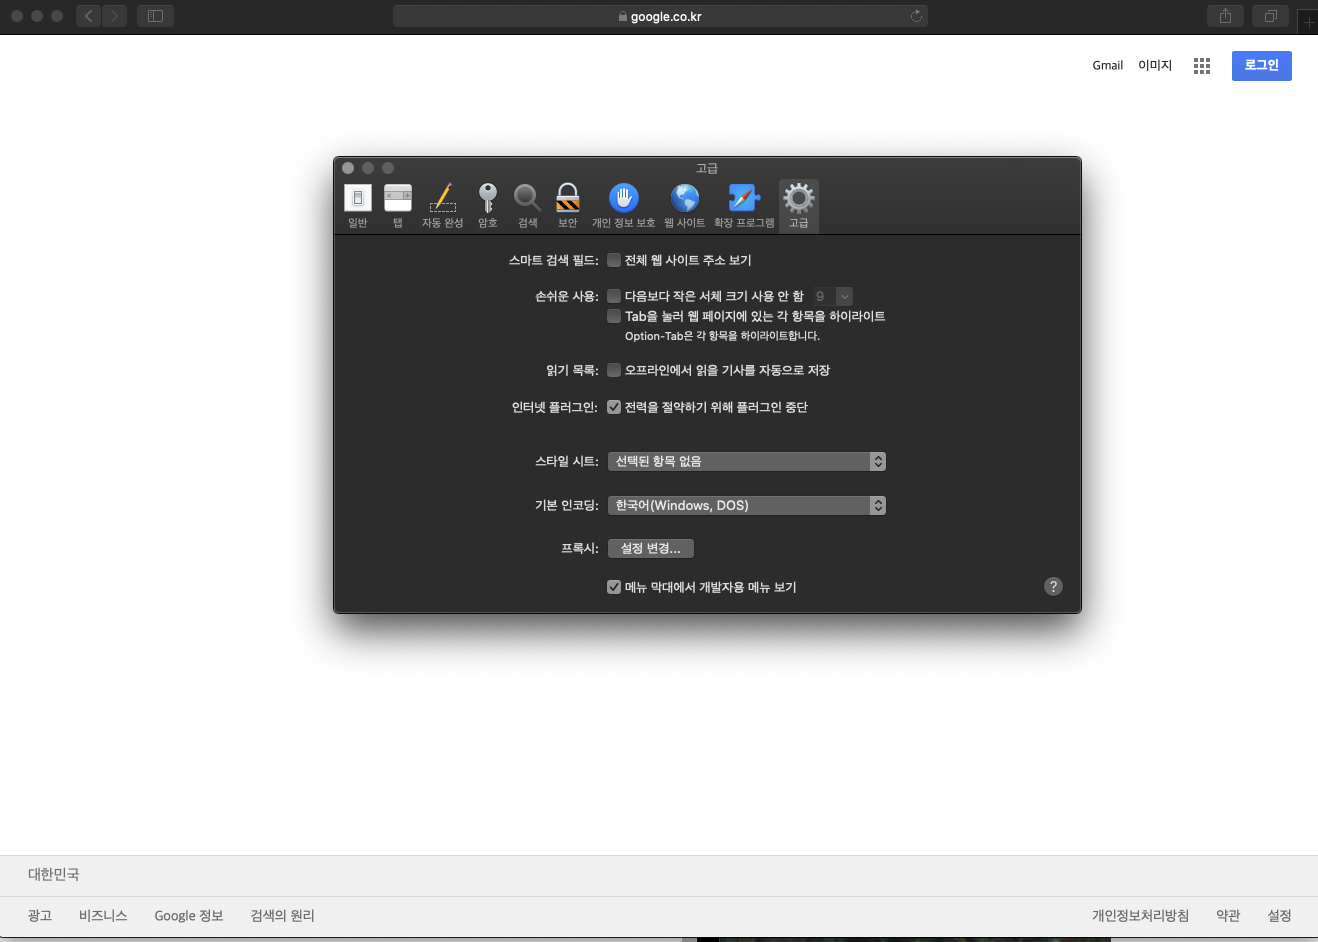 google.co.kr
Gmail 이미지 로그인
고급
일반 탭 자동 완성 암호 검색 보안 개인 정보 보호 웹 사이트 확장 프로그램 고급
스마트 검색 필드: 전체 웹 사이트 주소 보기
손쉬운 사용: 다음보다 작은 서체 크기 사용 안 함 9
Tab을 눌러 웹 페이지에 있는 각 항목을 하이라이트
Option-Tab은 각 항목을 하이라이트합니다.
읽기 목록: 오프라인에서 읽을 기사를 자동으로 저장
인터넷 플러그인: 전력을 절약하기 위해 플러그인 중단
스타일 시트: 선택된 항목 없음
기본 인코딩: 한국어(Windows, DOS)
프록시: 설정 변경...
메뉴 막대에서 개발자용 메뉴 보기 ?
대한민국
광고 비즈니스 Google 정보 검색의 원리 개인정보처리방침 약관 설정